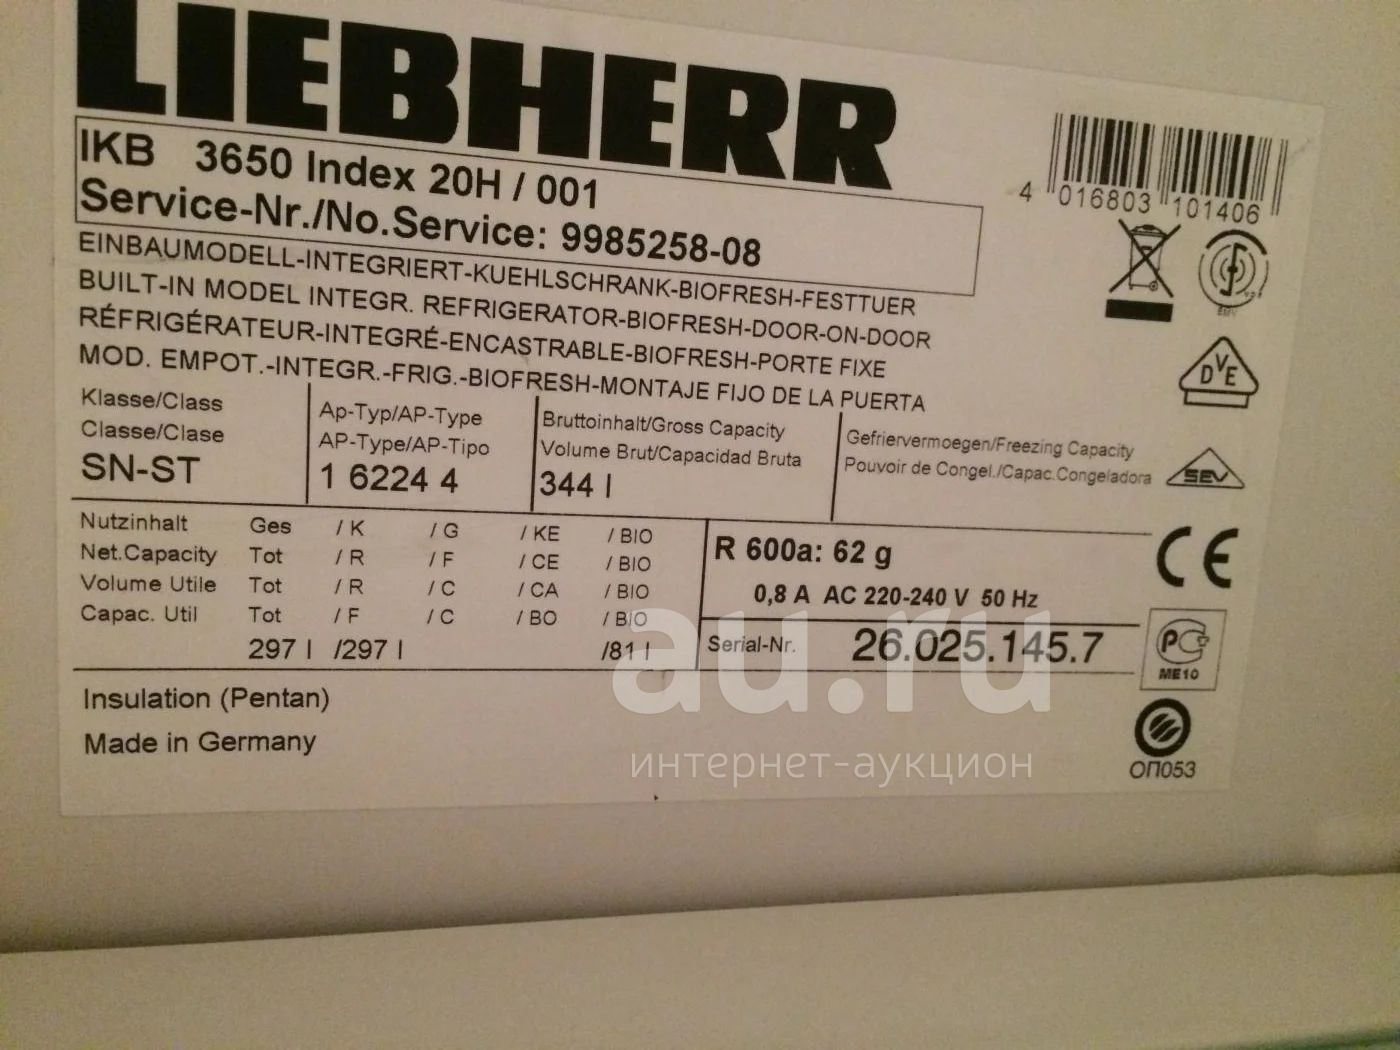 LIEBHERR
IKB 3650 Index 20H / 001
Service-Nr./No.Service: 9985258-08
EINBAUMODELL-INTEGRIERT-KUEHLSCHRANK-BIOFRESH-FESTTUER
BUILT-IN MODEL INTEGR. REFRIGERATOR-BIOFRESH-DOOR-ON-DOOR
RÉFRIGÉRATEUR-INTEGRÉ-ENCASTRABLE-BIOFRESH-PORTE FIXE
MOD. EMPOT.-INTEGR.-FRIG.-BIOFRESH-MONTAJE FIJO DE LA PUERTA
4 016803 101406
DVE
SEV
CE
Klasse/Class
Classe/Clase
SN-ST
Ap-Typ/AP-Type
AP-Type/AP-Tipo
1 6224 4
Bruttoinhalt/Gross Capacity
Volume Brut/Capacidad Bruta
344 l
Gefriervermoegen/Freezing Capacity
Pouvoir de Congel./Capac.Congeladora
Nutzinhalt Ges / K / G / KE / BIO
Net.Capacity Tot / R / F / CE / BIO
Volume Utile Tot / R / C / CA / BIO
Capac. Util Tot / F / C / BO / BIO
297 l /297 l /81 l
R 600a: 62 g
0,8 A AC 220-240 V 50 Hz
Serial-Nr. 26.025.145.7
РС
ME10
ОП053
Insulation (Pentan)
Made in Germany
au.ru
интернет-аукцион